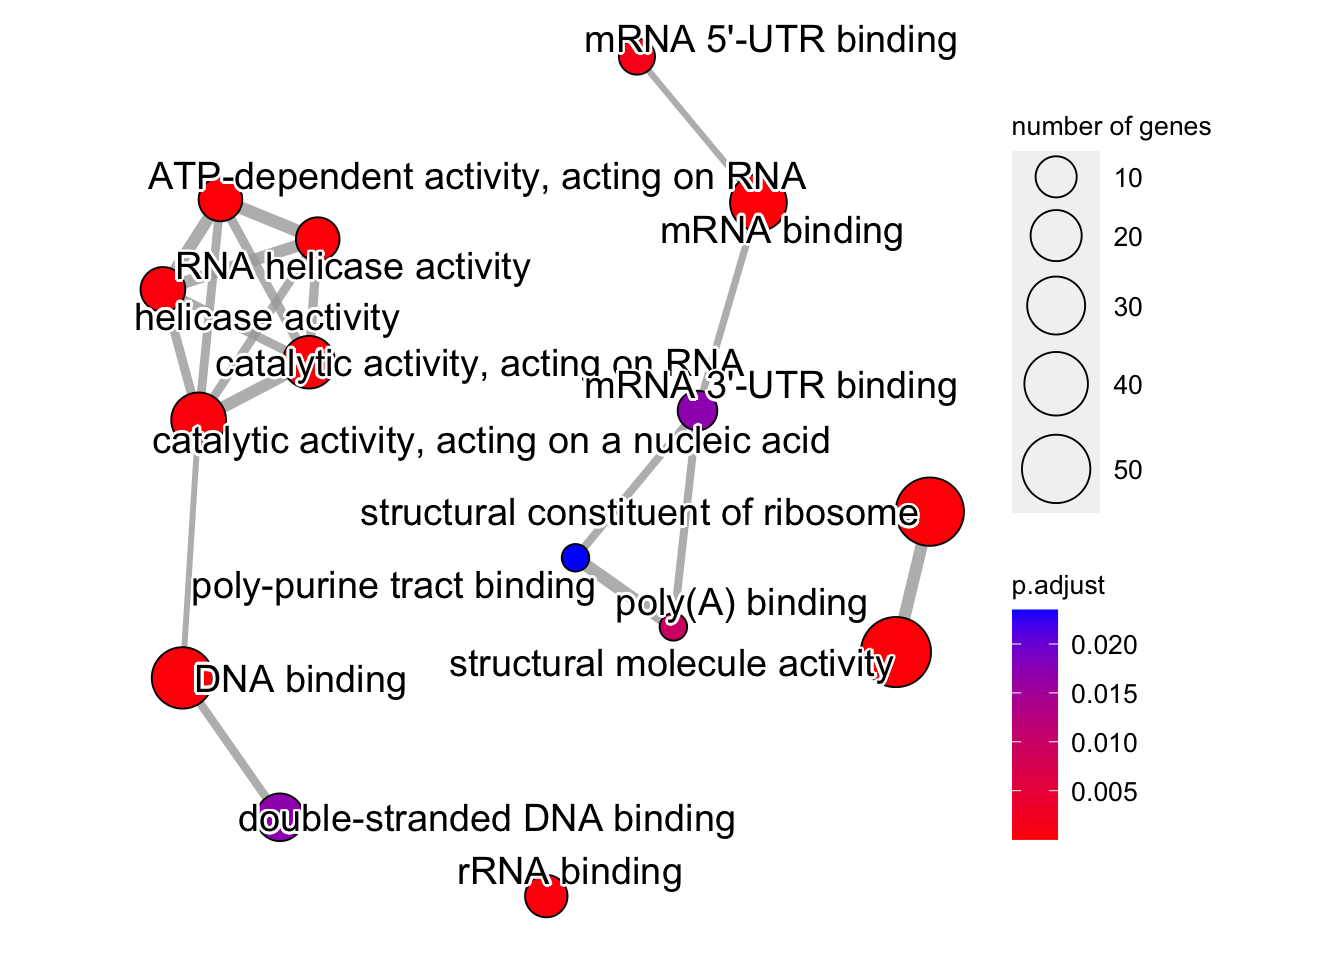 mRNA 5'-UTR binding
ATP-dependent activity, acting on RNA
mRNA binding
RNA helicase activity
helicase activity
catalytic activity, acting on RNA
mRNA 3'-UTR binding
catalytic activity, acting on a nucleic acid
structural constituent of ribosome
poly-purine tract binding
poly(A) binding
structural molecule activity
DNA binding
double-stranded DNA binding
rRNA binding
number of genes
10
20
30
40
50
p.adjust
0.020
0.015
0.010
0.005